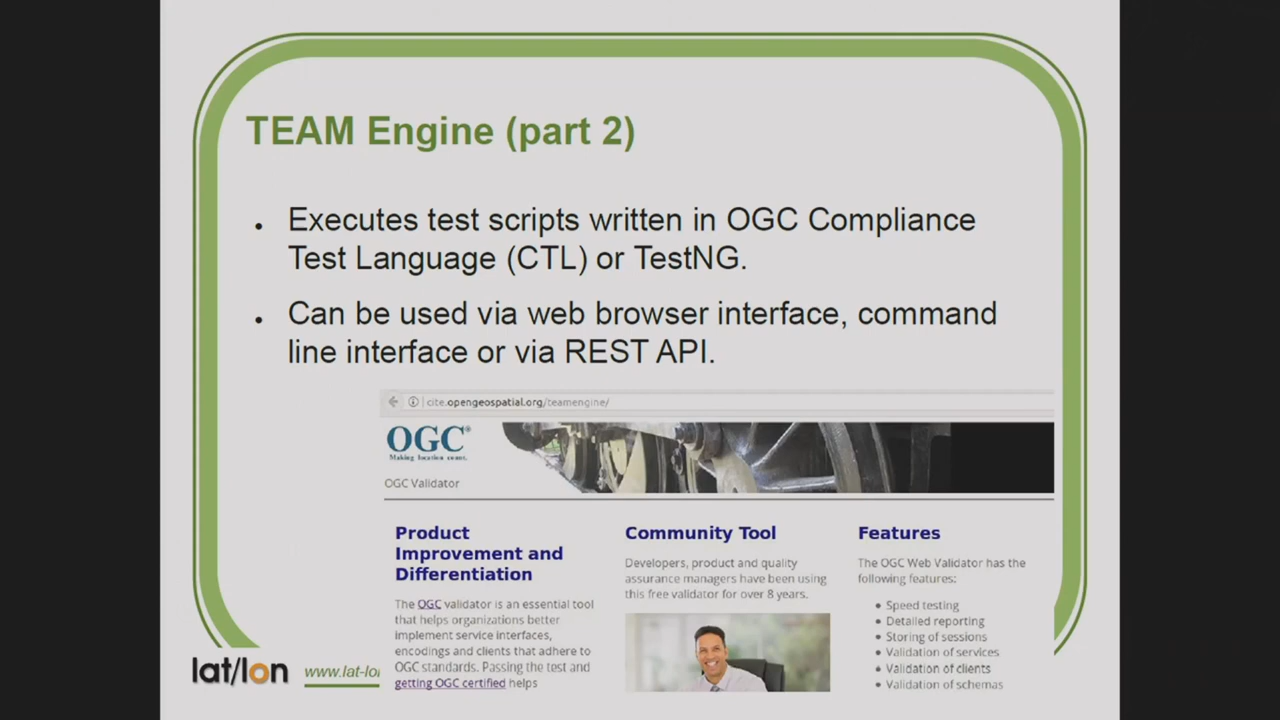 TEAM Engine (part 2)
Executes test scripts written in OGC Compliance
Test Language (CTL) or TestNG.
Can be used via web browser interface, command
line interface or via REST API.
cite.opengeospatial.org/teamengine/
OGC®
Making location count.
OGC Validator
Product
Improvement and
Differentiation
The OGC validator is an essential tool
that helps organizations better
implement service interfaces,
encodings and clients that adhere to
OGC standards. Passing the test and
getting OGC certified helps
Community Tool
Developers, product and quality
assurance managers have been using
this free validator for over 8 years.
Features
The OGC Web Validator has the
following features:
Speed testing
Detailed reporting
Storing of sessions
Validation of services
Validation of clients
Validation of schemas
lat/lon
www.lat-lo